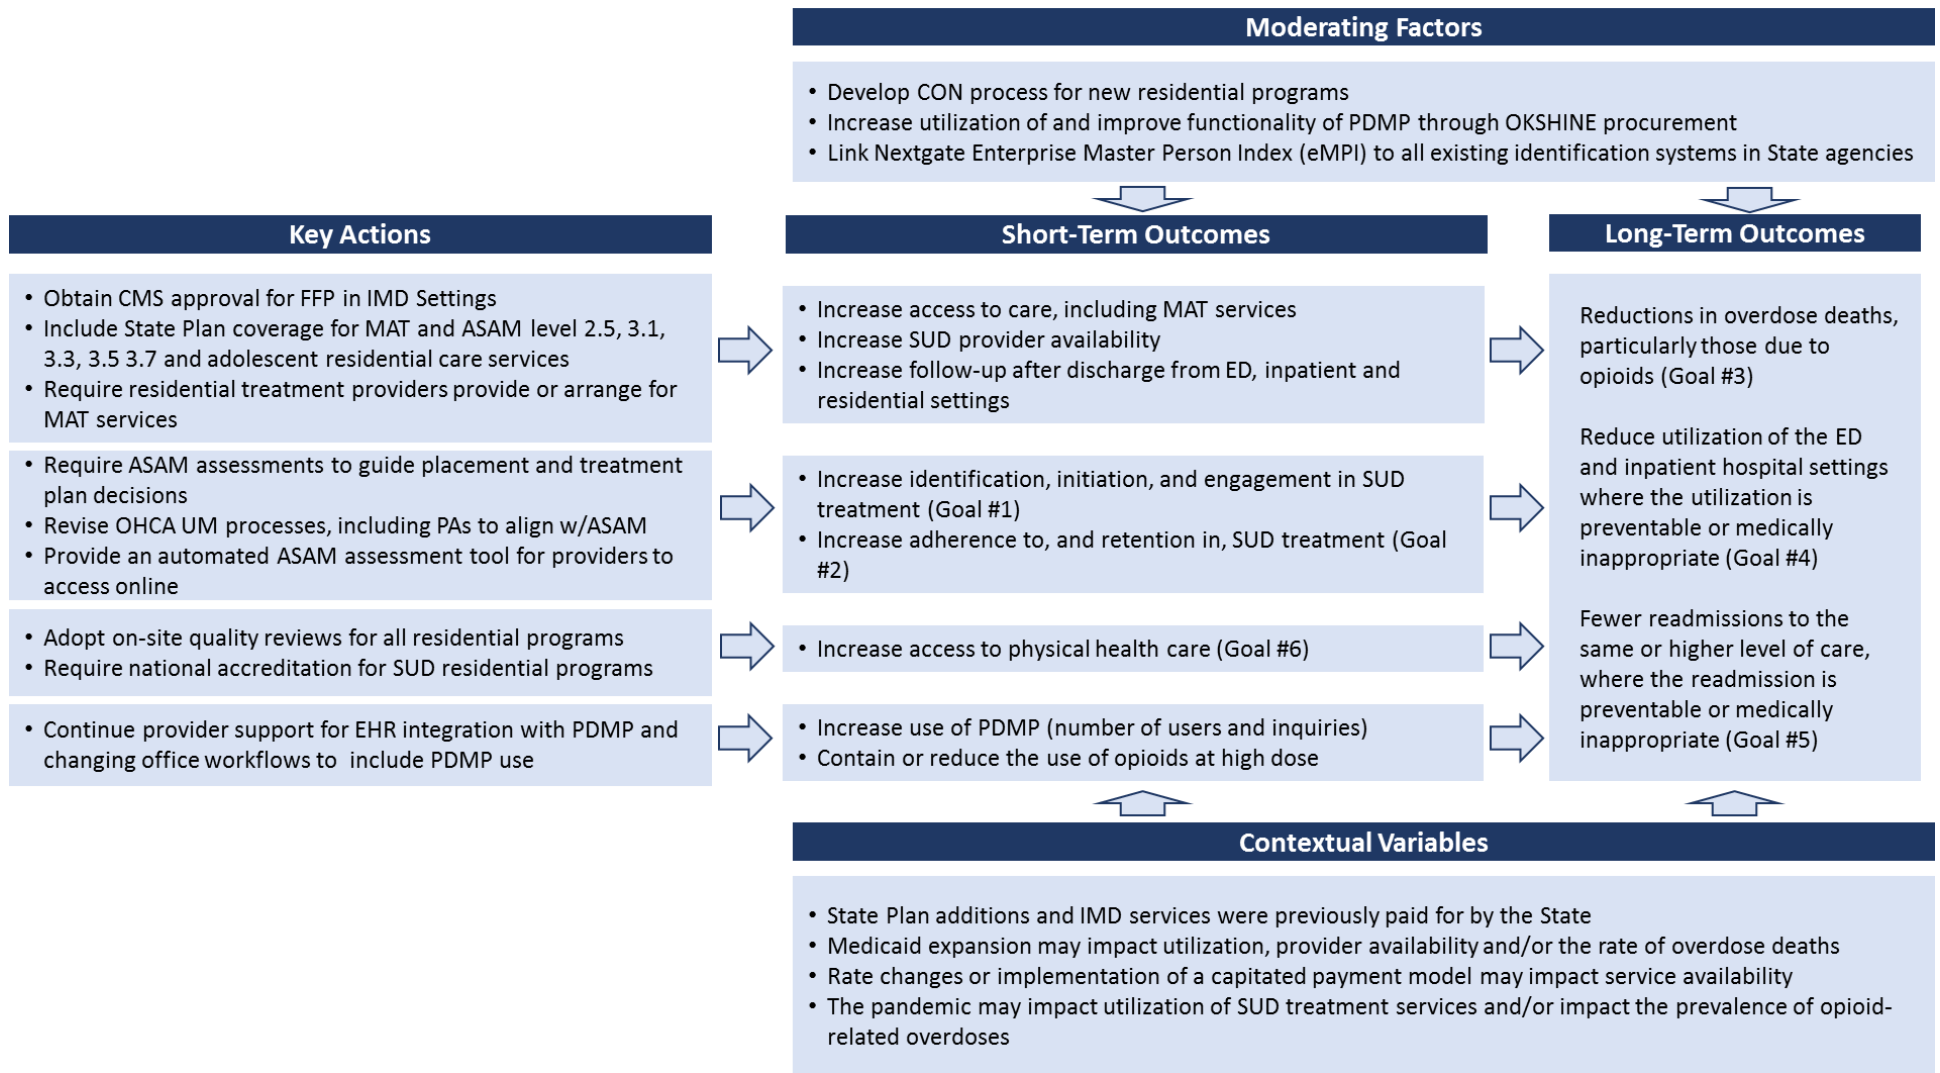 Moderating Factors
• Develop CON process for new residential programs
• Increase utilization of and improve functionality of PDMP through OKSHINE procurement
• Link Nextgate Enterprise Master Person Index (eMPI) to all existing identification systems in State agencies
Key Actions
• Obtain CMS approval for FFP in IMD Settings
• Include State Plan coverage for MAT and ASAM level 2.5, 3.1,
3.3, 3.5 3.7 and adolescent residential care services
• Require residential treatment providers provide or arrange for
MAT services
• Require ASAM assessments to guide placement and treatment
plan decisions
• Revise OHCA UM processes, including PAs to align w/ASAM
• Provide an automated ASAM assessment tool for providers to
access online
• Adopt on-site quality reviews for all residential programs
• Require national accreditation for SUD residential programs
• Continue provider support for EHR integration with PDMP and
changing office workflows to include PDMP use
Short-Term Outcomes
• Increase access to care, including MAT services
• Increase SUD provider availability
• Increase follow-up after discharge from ED, inpatient and
residential settings
• Increase identification, initiation, and engagement in SUD
treatment (Goal #1)
• Increase adherence to, and retention in, SUD treatment (Goal
#2)
• Increase access to physical health care (Goal #6)
• Increase use of PDMP (number of users and inquiries)
• Contain or reduce the use of opioids at high dose
Long-Term Outcomes
Reductions in overdose deaths,
particularly those due to
opioids (Goal #3)
Reduce utilization of the ED
and inpatient hospital settings
where the utilization is
preventable or medically
inappropriate (Goal #4)
Fewer readmissions to the
same or higher level of care,
where the readmission is
preventable or medically
inappropriate (Goal #5)
Contextual Variables
• State Plan additions and IMD services were previously paid for by the State
• Medicaid expansion may impact utilization, provider availability and/or the rate of overdose deaths
• Rate changes or implementation of a capitated payment model may impact service availability
• The pandemic may impact utilization of SUD treatment services and/or impact the prevalence of opioid-
related overdoses